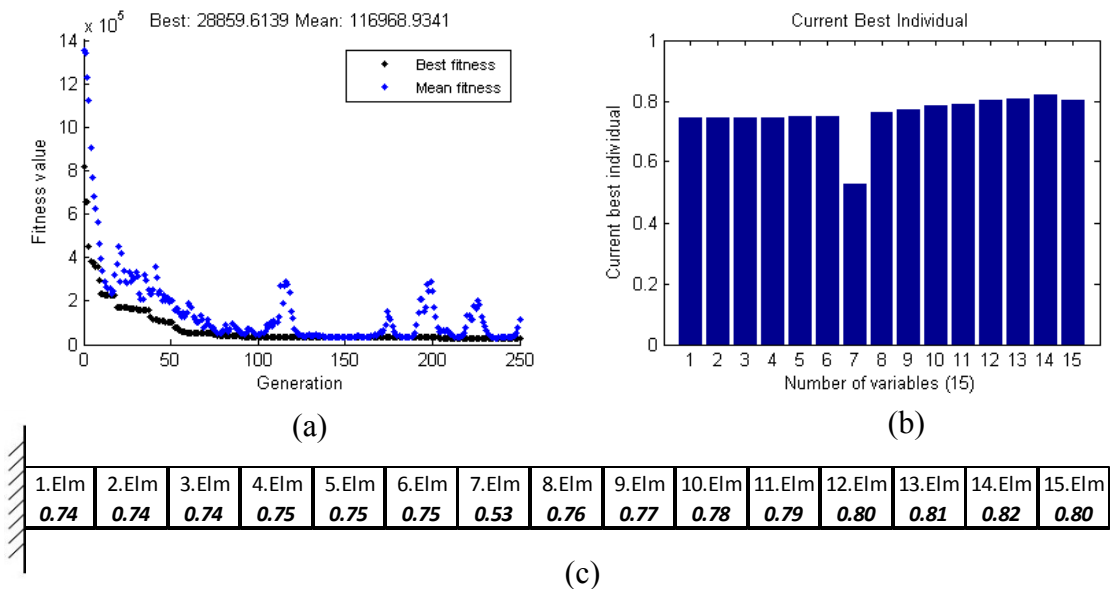 Best: 28859.6139 Mean: 116968.9341
× 10^5
14
12
10
8
6
4
2
0
Fitness value
Best fitness
Mean fitness
0 50 100 150 200 250
Generation
(a)
Current Best Individual
1
0.8
0.6
0.4
0.2
0
Current best individual
1 2 3 4 5 6 7 8 9 10 11 12 13 14 15
Number of variables (15)
(b)
1.Elm 2.Elm 3.Elm 4.Elm 5.Elm 6.Elm 7.Elm 8.Elm 9.Elm 10.Elm 11.Elm 12.Elm 13.Elm 14.Elm 15.Elm
0.74 0.74 0.74 0.75 0.75 0.75 0.53 0.76 0.77 0.78 0.79 0.80 0.81 0.82 0.80
(c)